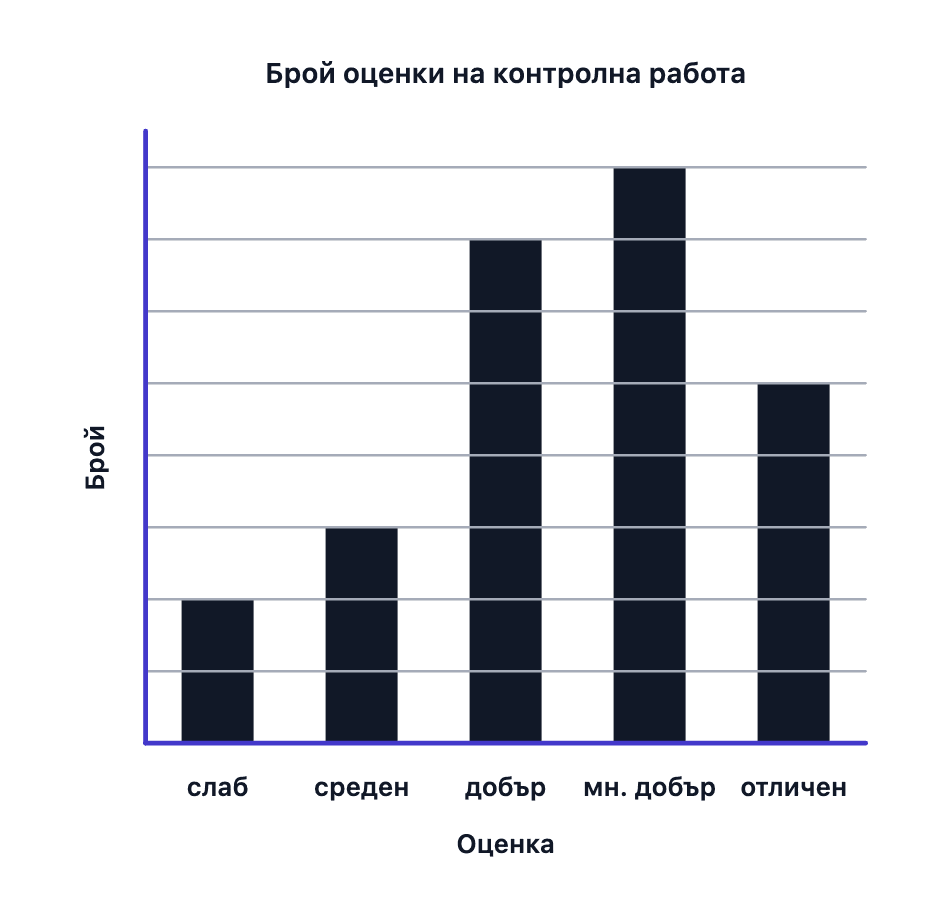 Брой оценки на контролна работа
Брой
слаб
среден
добър
мн. добър
отличен
Оценка